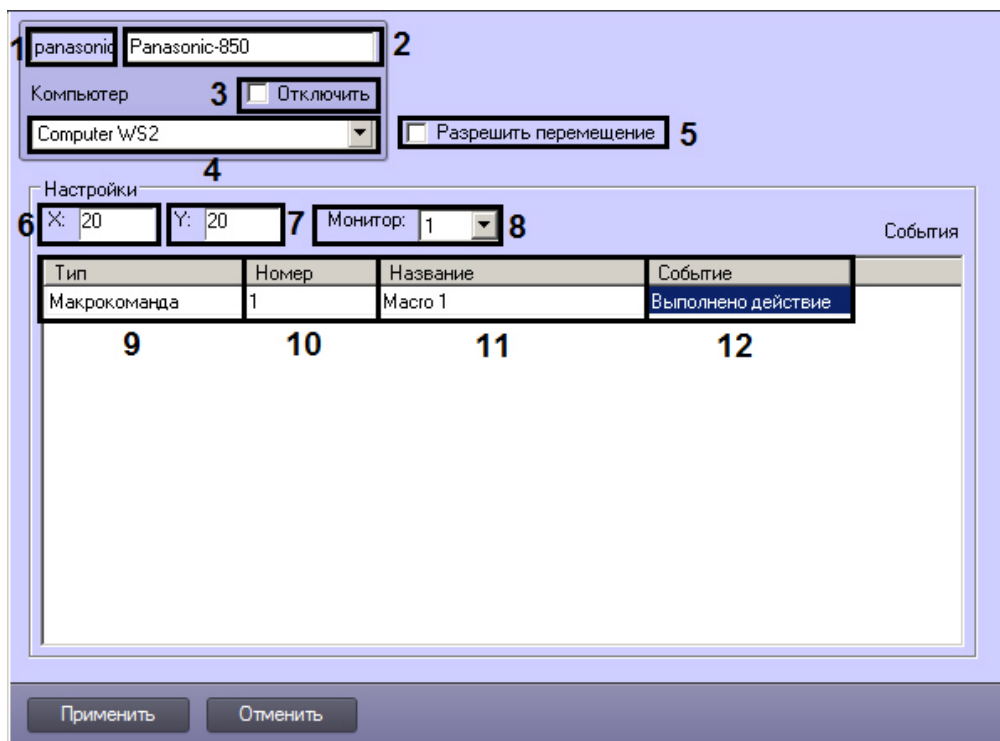 1 panasonic Panasonic-850 2
Компьютер 3 Отключить
Computer WS2 Разрешить перемещение 5
4
Настройки
6 X: 20 Y: 20 7 Монитор: 1 8 События
Тип Номер Название Событие
Макрокоманда 1 Macro 1 Выполнено действие
9 10 11 12
Применить Отменить